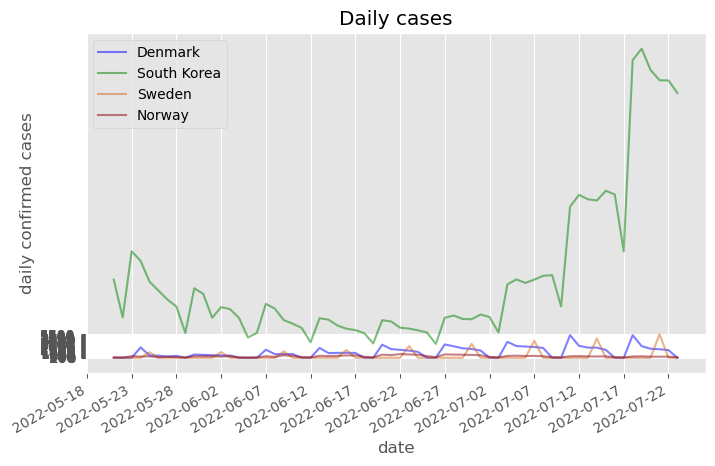 Daily cases
Denmark
South Korea
Sweden
Norway
daily confirmed cases
2022-05-18
2022-05-23
2022-05-28
2022-06-02
2022-06-07
2022-06-12
2022-06-17
2022-06-22
2022-06-27
2022-07-02
2022-07-07
2022-07-12
2022-07-17
2022-07-22
date